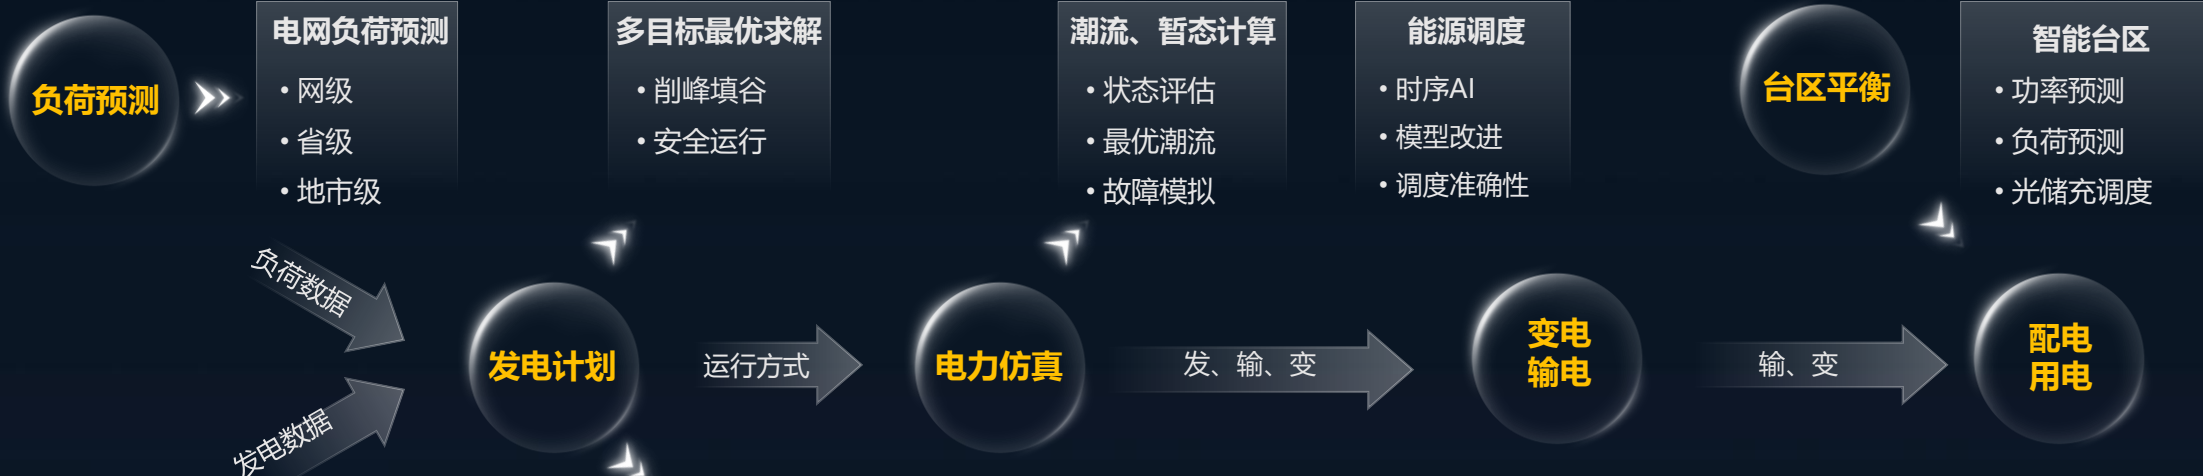 负荷预测
电网负荷预测
• 网级
• 省级
• 地市级
多目标最优求解
• 削峰填谷
• 安全运行
潮流、暂态计算
• 状态评估
• 最优潮流
• 故障模拟
能源调度
• 时序AI
• 模型改进
• 调度准确性
台区平衡
智能台区
• 功率预测
• 负荷预测
• 光储充调度
负荷数据
发电数据
发电计划
运行方式
电力仿真
发、输、变
变电
输电
输、变
配电
用电